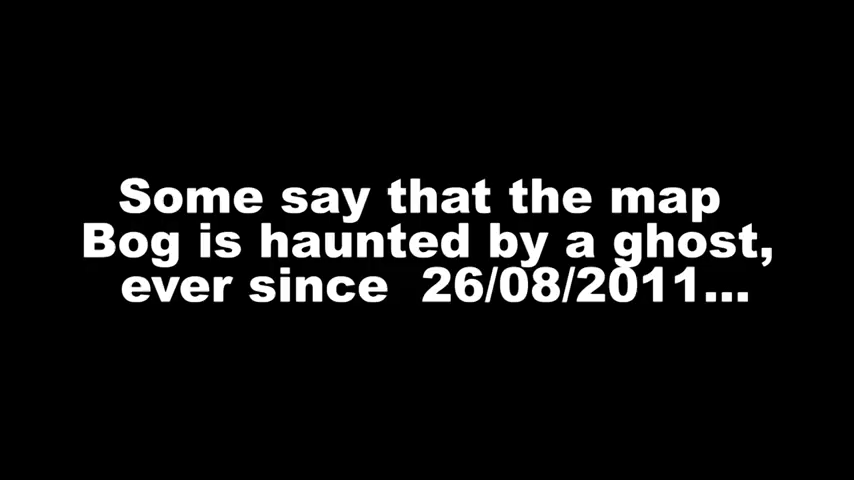 Some say that the map
Bog is haunted by a ghost,
ever since  26/08/2011...